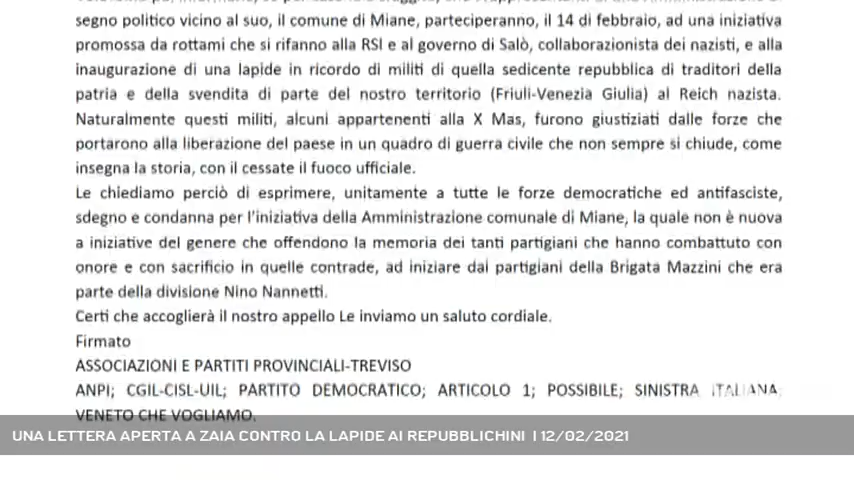 segno politico vicino al suo, il comune di Miane, parteciperanno, il 14 di febbraio, ad una iniziativa
promossa da rottami che si rifanno alla RSI e al governo di Salò, collaborazionista dei nazisti, e alla
inaugurazione di una lapide in ricordo di militi di quella sedicente repubblica di traditori della
patria e della svendita di parte del nostro territorio (Friuli-Venezia Giulia) al Reich nazista.
Naturalmente questi militi, alcuni appartenenti alla X Mas, furono giustiziati dalle forze che
portarono alla liberazione del paese in un quadro di guerra civile che non sempre si chiude, come
insegna la storia, con il cessate il fuoco ufficiale.
Le chiediamo perciò di esprimere, unitamente a tutte le forze democratiche ed antifasciste,
sdegno e condanna per l'iniziativa della Amministrazione comunale di Miane, la quale non è nuova
a iniziative del genere che offendono la memoria dei tanti partigiani che hanno combattuto con
onore e con sacrificio in quelle contrade, ad iniziare dai partigiani della Brigata Mazzini che era
parte della divisione Nino Nannetti.
Certi che accoglierà il nostro appello Le inviamo un saluto cordiale.
Firmato
ASSOCIAZIONI E PARTITI PROVINCIALI-TREVISO
ANPI; CGIL-CISL-UIL; PARTITO DEMOCRATICO; ARTICOLO 1; POSSIBILE; SINISTRA ITALIANA;
VENETO CHE VOGLIAMO.
UNA LETTERA APERTA A ZAIA CONTRO LA LAPIDE AI REPUBBLICHINI | 12/02/2021